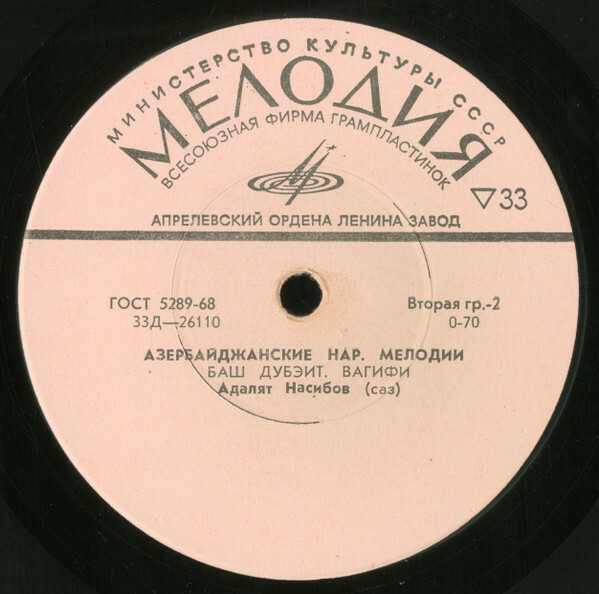 МИНИСТЕРСТВО КУЛЬТУРЫ СССР
МЕЛОДИЯ
ВСЕСОЮЗНАЯ ФИРМА ГРАМПЛАСТИНОК
▽33
АПРЕЛЕВСКИЙ ОРДЕНА ЛЕНИНА ЗАВОД
ГОСТ 5289-68 Вторая гр.-2
33Д—26110 0-70
АЗЕРБАЙДЖАНСКИЕ НАР. МЕЛОДИИ
БАШ ДУБЭИТ. ВАГИФИ
Адалят Насибов (саз)